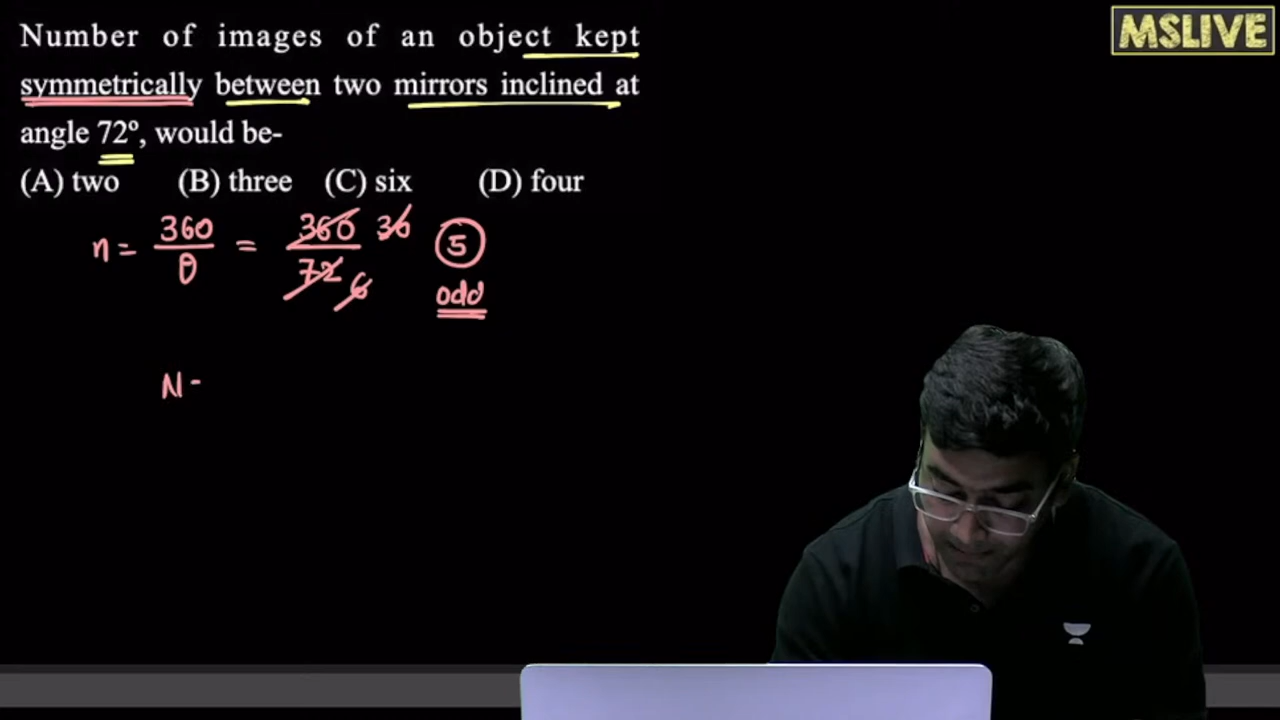 MSLIVE
Number of images of an object kept
symmetrically between two mirrors inclined at
angle 72º, would be-
(A) two (B) three (C) six (D) four
n = 360/θ = 360/72 36/6 5
odd
N -